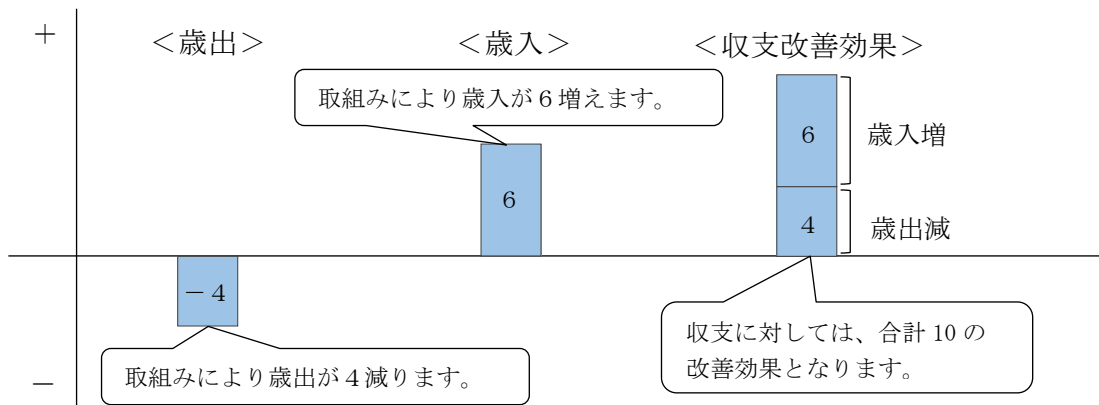 ＋
＜歳出＞
＜歳入＞
＜収支改善効果＞
取組みにより歳入が６増えます。
6
歳入増
6
4
歳出減
－４
収支に対しては、合計 10 の
改善効果となります。
取組みにより歳出が４減ります。
－